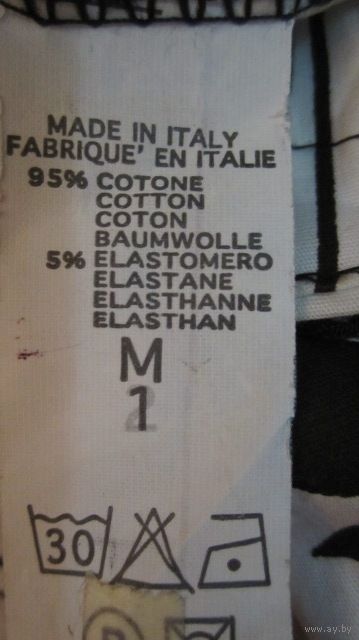 MADE IN ITALY
FABRIQUE' EN ITALIE
95% COTONE
COTTON
COTON
BAUMWOLLE
5% ELASTOMERO
ELASTANE
ELASTHANNE
ELASTHAN
M
1
30
www.ay.by